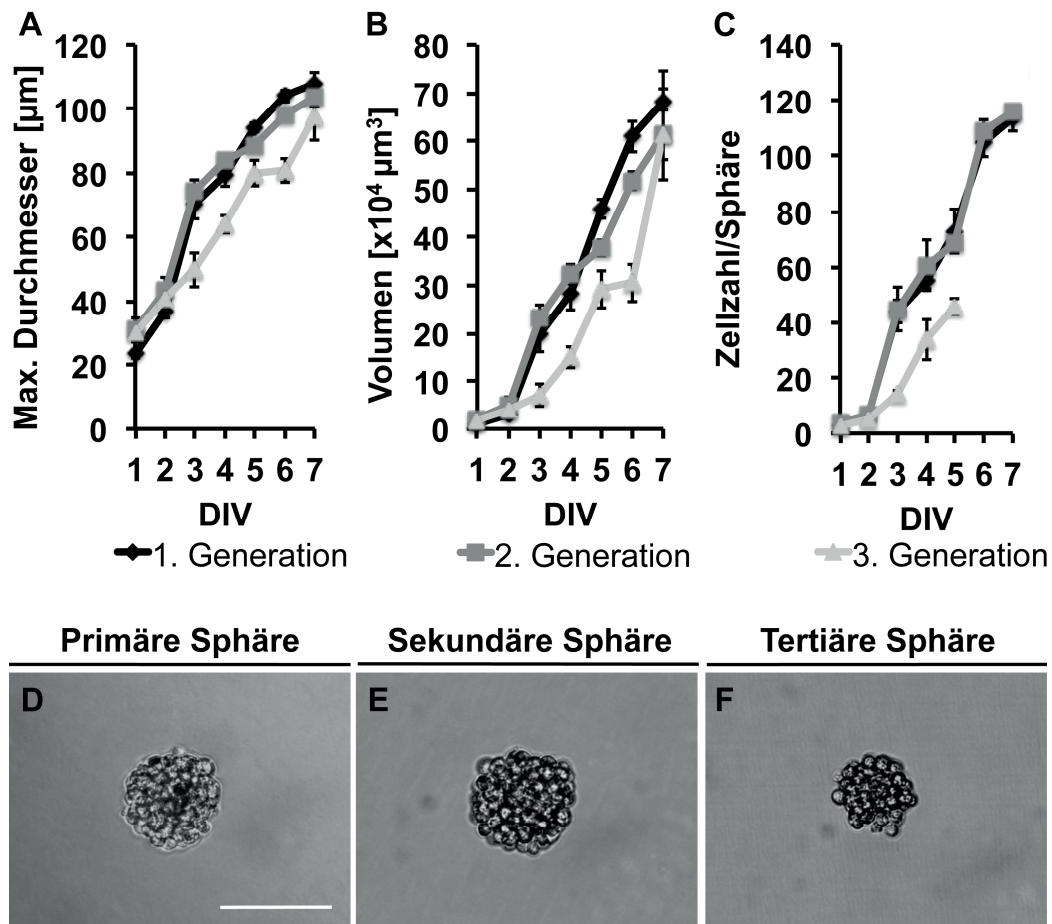 A
B
C
Max. Durchmesser [µm]
120
100
80
60
40
20
0
1 2 3 4 5 6 7
DIV
Volumen [x10⁴ µm³]
80
70
60
50
40
30
20
10
0
1 2 3 4 5 6 7
DIV
Zellzahl/Sphäre
140
120
100
80
60
40
20
0
1 2 3 4 5 6 7
DIV
1. Generation
2. Generation
3. Generation
Primäre Sphäre
Sekundäre Sphäre
Tertiäre Sphäre
D
E
F